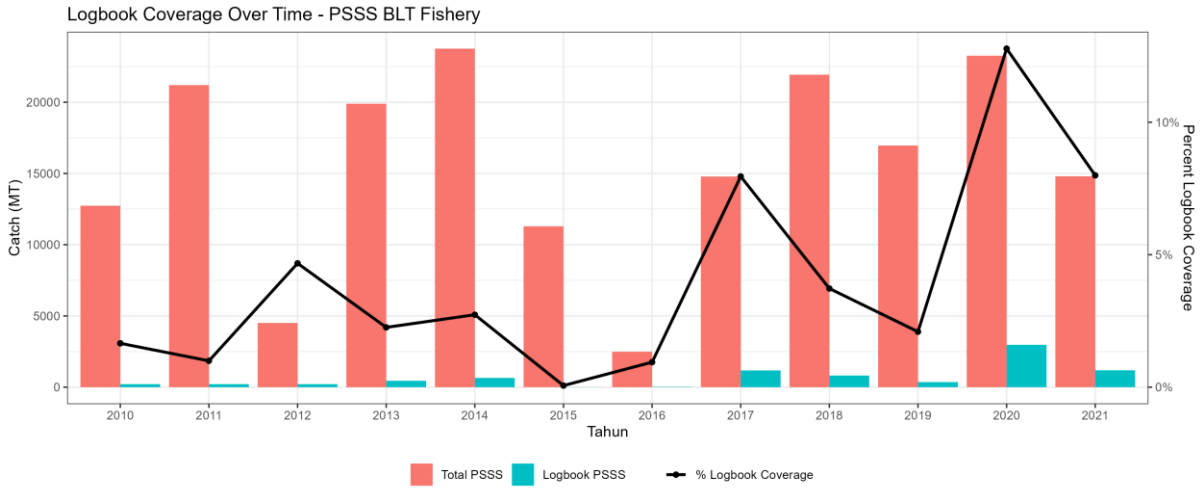 Logbook Coverage Over Time - PSSS BLT Fishery
Catch (MT)
20000
15000
10000
5000
0
10%
5%
0%
Percent Logbook Coverage
2010 2011 2012 2013 2014 2015 2016 2017 2018 2019 2020 2021
Tahun
Total PSSS Logbook PSSS % Logbook Coverage